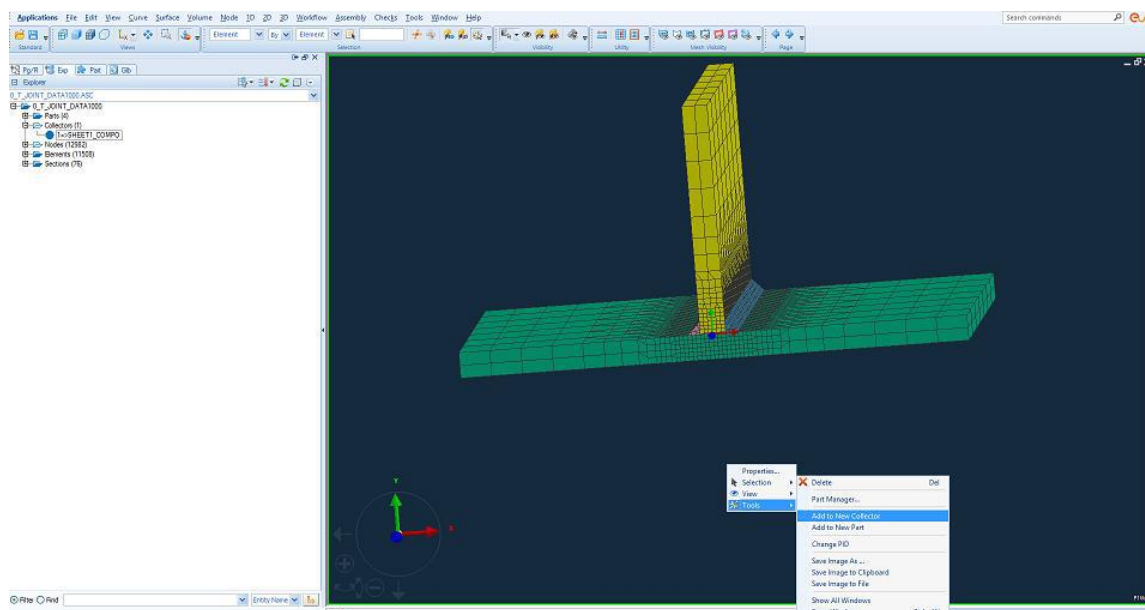 Applications File Edit View Curve Surface Volume Node 1D 2D 3D Workflow Assembly Checks Tools Window Help
Search commands
Element By Element
Standard Views Selection Visibility Utility Mesh Visibility Page
Pg/R Exp Part Glb
Explorer
0_T_JOINT_DATA1000.ASC
0_T_JOINT_DATA1000
Parts (4)
Collectors (1)
1=>SHEET1_COMPO
Nodes (12982)
Elements (11508)
Sections (76)
Y
X
Properties...
Selection
View
Tools
Delete Del
Part Manager...
Add to New Collector
Add to New Part
Change PID
Save Image As ...
Save Image to Clipboard
Save Image to File
Show All Windows
Filter Find Entity Name